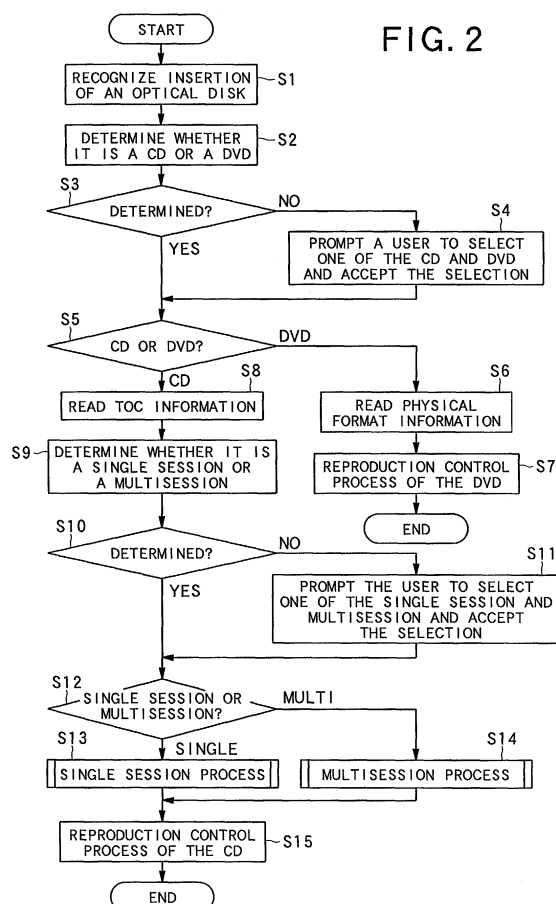 FIG. 2
START
RECOGNIZE INSERTION
OF AN OPTICAL DISK
S1
DETERMINE WHETHER
IT IS A CD OR A DVD
S2
S3
DETERMINED?
NO
YES
S4
PROMPT A USER TO SELECT
ONE OF THE CD AND DVD
AND ACCEPT THE SELECTION
S5
CD OR DVD?
DVD
CD
S8
READ TOC INFORMATION
S6
READ PHYSICAL
FORMAT INFORMATION
S9
DETERMINE WHETHER IT IS
A SINGLE SESSION OR
A MULTISESSION
REPRODUCTION CONTROL
PROCESS OF THE DVD
S7
END
S10
DETERMINED?
NO
YES
S11
PROMPT THE USER TO SELECT
ONE OF THE SINGLE SESSION AND
MULTISESSION AND ACCEPT
THE SELECTION
S12
SINGLE SESSION OR
MULTISESSION?
MULTI
SINGLE
S13
SINGLE SESSION PROCESS
S14
MULTISESSION PROCESS
REPRODUCTION CONTROL
PROCESS OF THE CD
S15
END